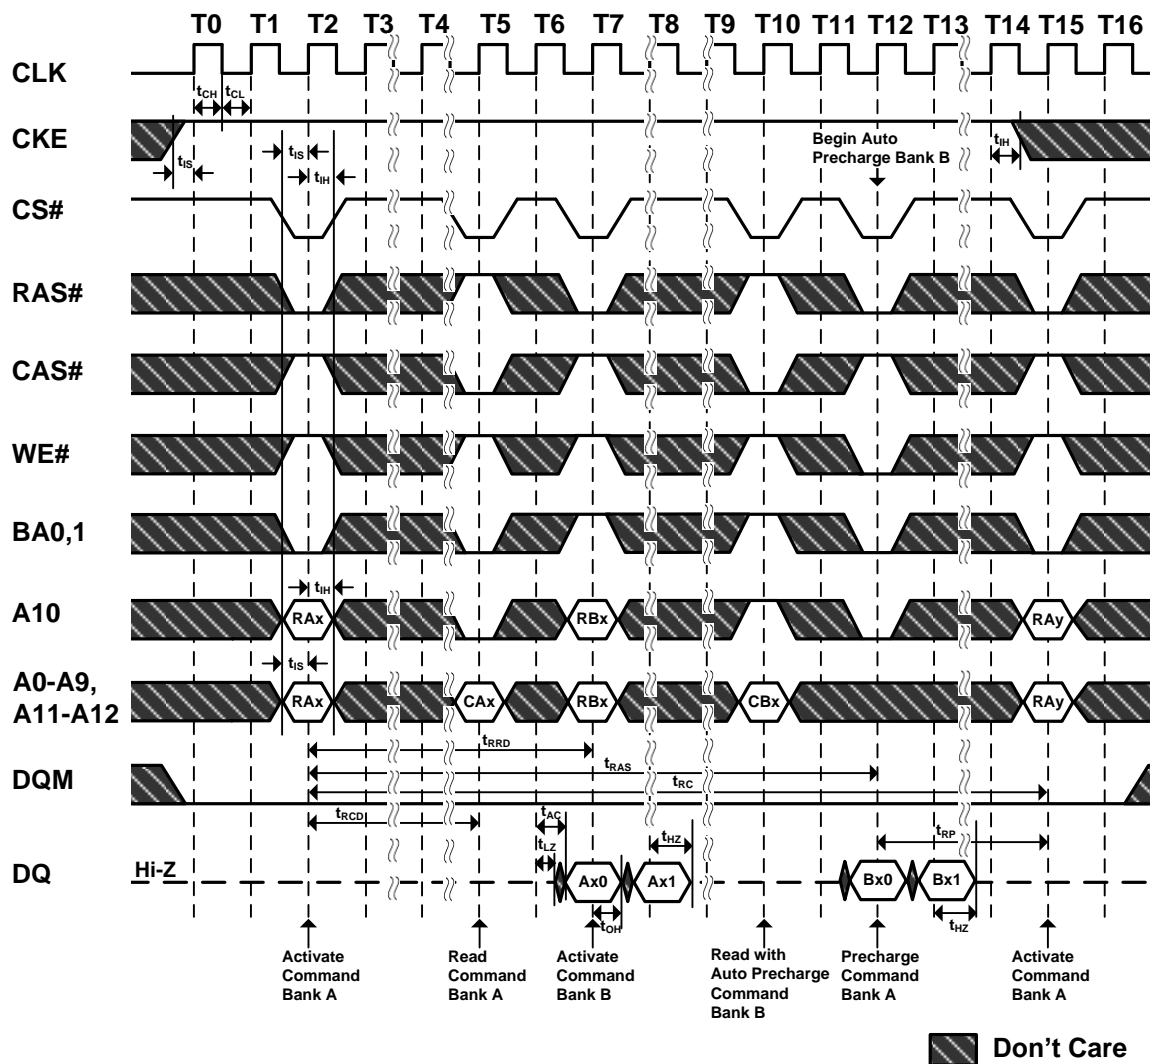 T0 T1 T2 T3 T4 T5 T6 T7 T8 T9 T10 T11 T12 T13 T14 T15 T16
CLK
tCH tCL
CKE
tIS
tIS
tIH
Begin Auto
Precharge Bank B
tIH
CS#
RAS#
CAS#
WE#
BA0,1
tIH
A10
RAx RBx RAy
tIS
A0-A9,
A11-A12
RAx CAx RBx CBx RAy
tRRD
tRAS
DQM
tRC
tRCD
tAC
tLZ
tHZ
tRP
DQ
Hi-Z
Ax0 Ax1 Bx0 Bx1
tOH
tHZ
Activate
Command
Bank A
Read
Command
Bank A
Activate
Command
Bank B
Read with
Auto Precharge
Command
Bank B
Precharge
Command
Bank A
Activate
Command
Bank A
Don't Care